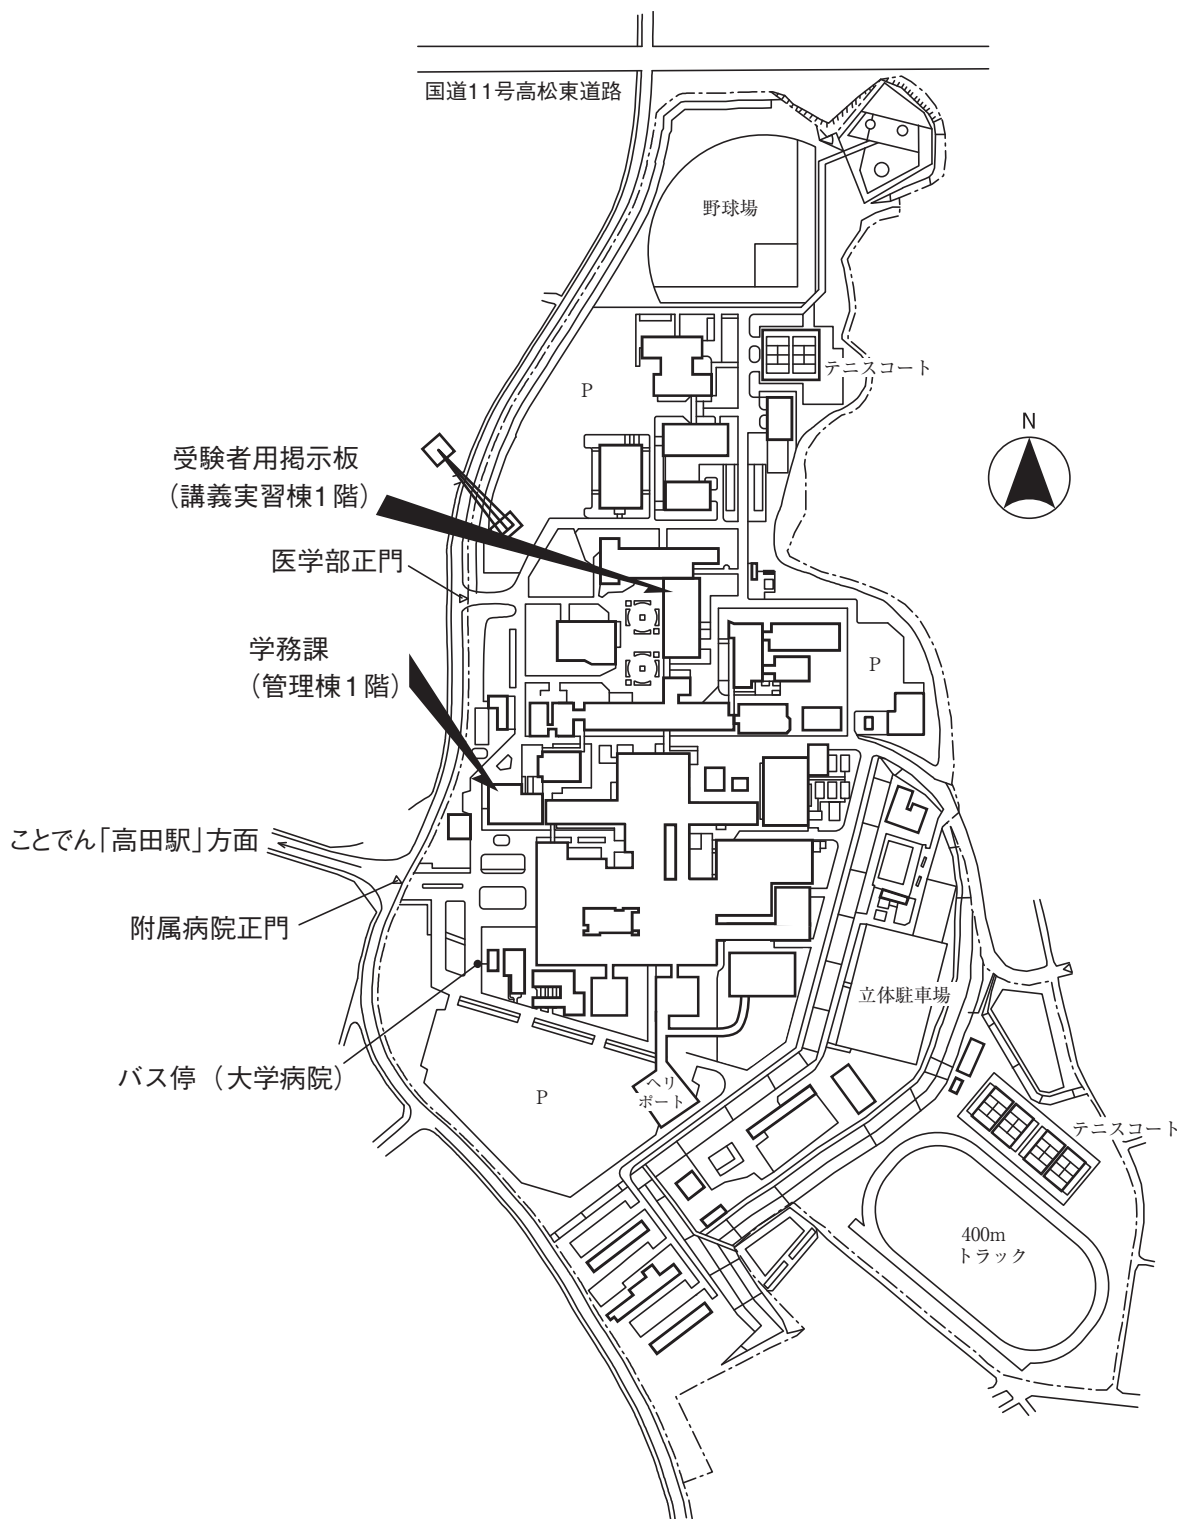 国道11号高松東道路
野球場
テニスコート
P
N
受験者用掲示板
（講義実習棟1階）
医学部正門
学務課
（管理棟1階）
P
ことでん「高田駅」方面
附属病院正門
立体駐車場
バス停（大学病院）
P
ヘリ
ポート
テニスコート
400m
トラック